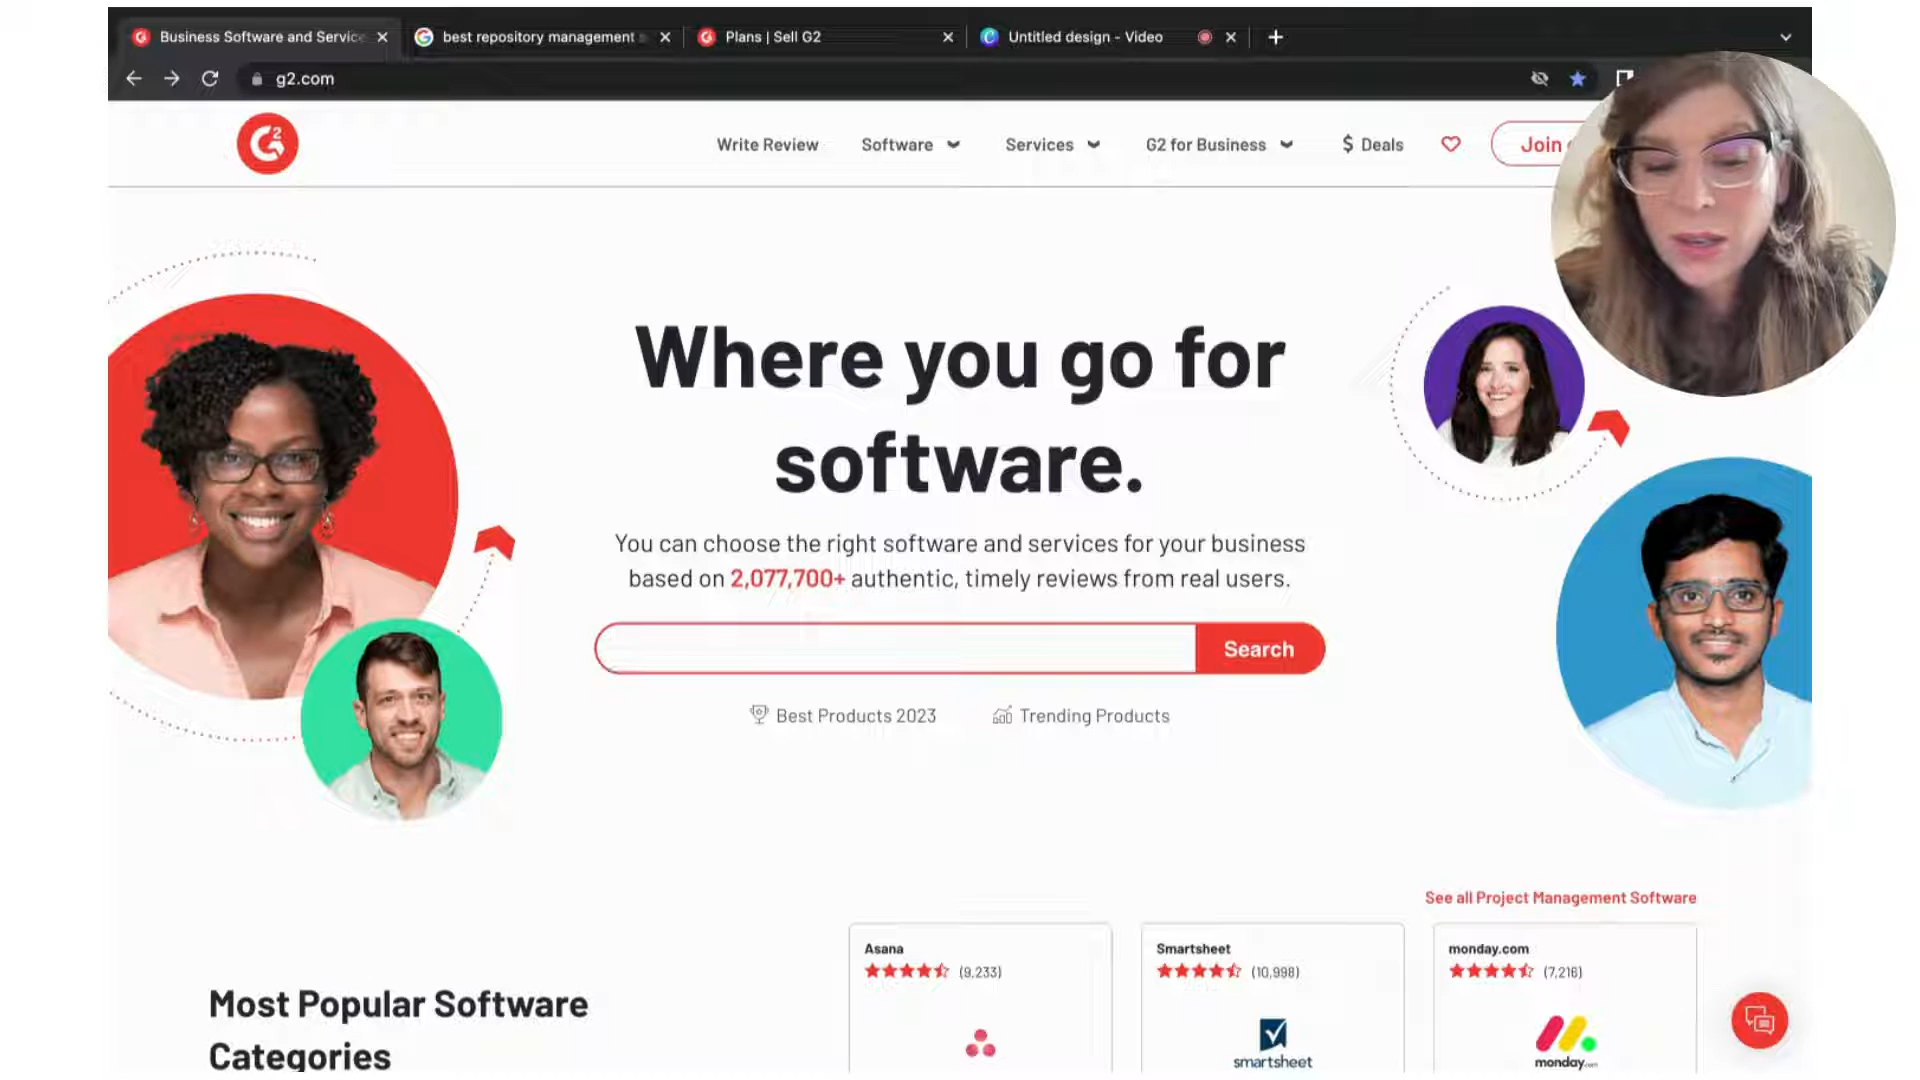 Business Software and Service
best repository management
Plans | Sell G2
Untitled design - Video
g2.com
G2
Write Review
Software
Services
G2 for Business
$ Deals
Join
Where you go for
software.
You can choose the right software and services for your business
based on 2,077,700+ authentic, timely reviews from real users.
Search
Best Products 2023
Trending Products
See all Project Management Software
Asana
(9,233)
Smartsheet
(10,998)
monday.com
(7,216)
Most Popular Software
Categories
smartsheet
monday.com